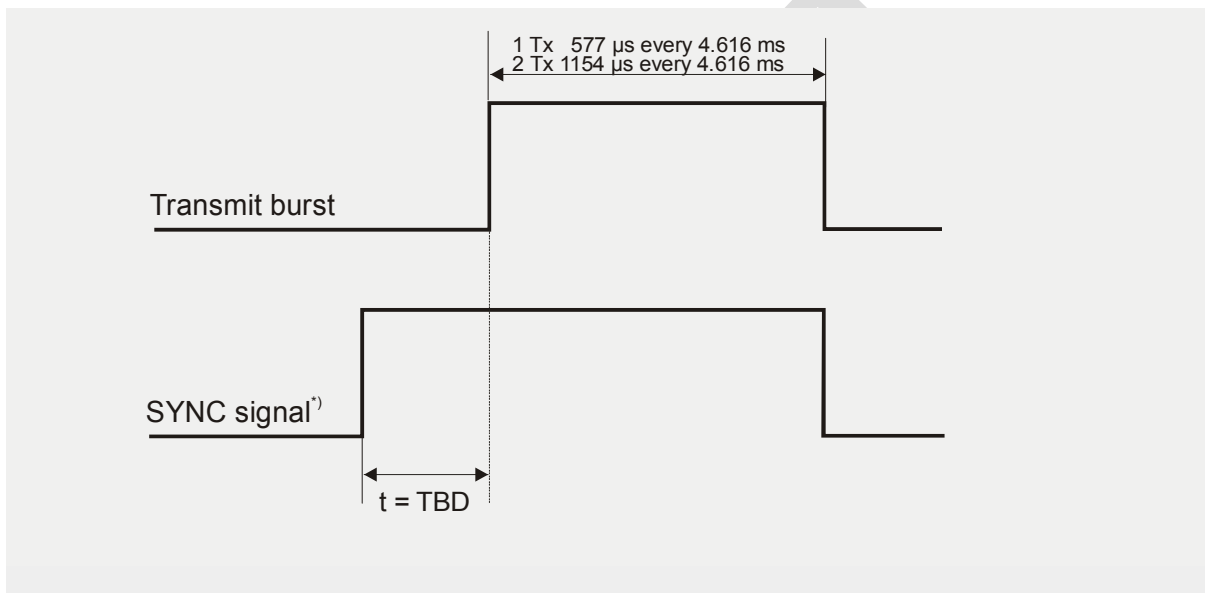 1 Tx 577 µs every 4.616 ms
2 Tx 1154 µs every 4.616 ms
Transmit burst
SYNC signal*)
t = TBD